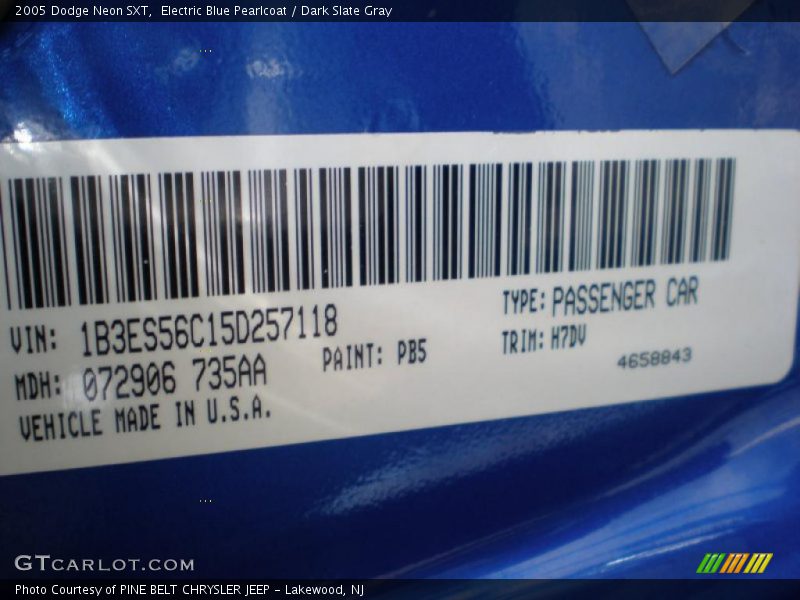 2005 Dodge Neon SXT,  Electric Blue Pearlcoat / Dark Slate Gray
VIN: 1B3ES56C15D257118
TYPE: PASSENGER CAR
MDH: 072906 735AA
PAINT: PB5
TRIM: H7DV
4658843
VEHICLE MADE IN U.S.A.
GTCARLOT.COM
Photo Courtesy of PINE BELT CHRYSLER JEEP - Lakewood, NJ